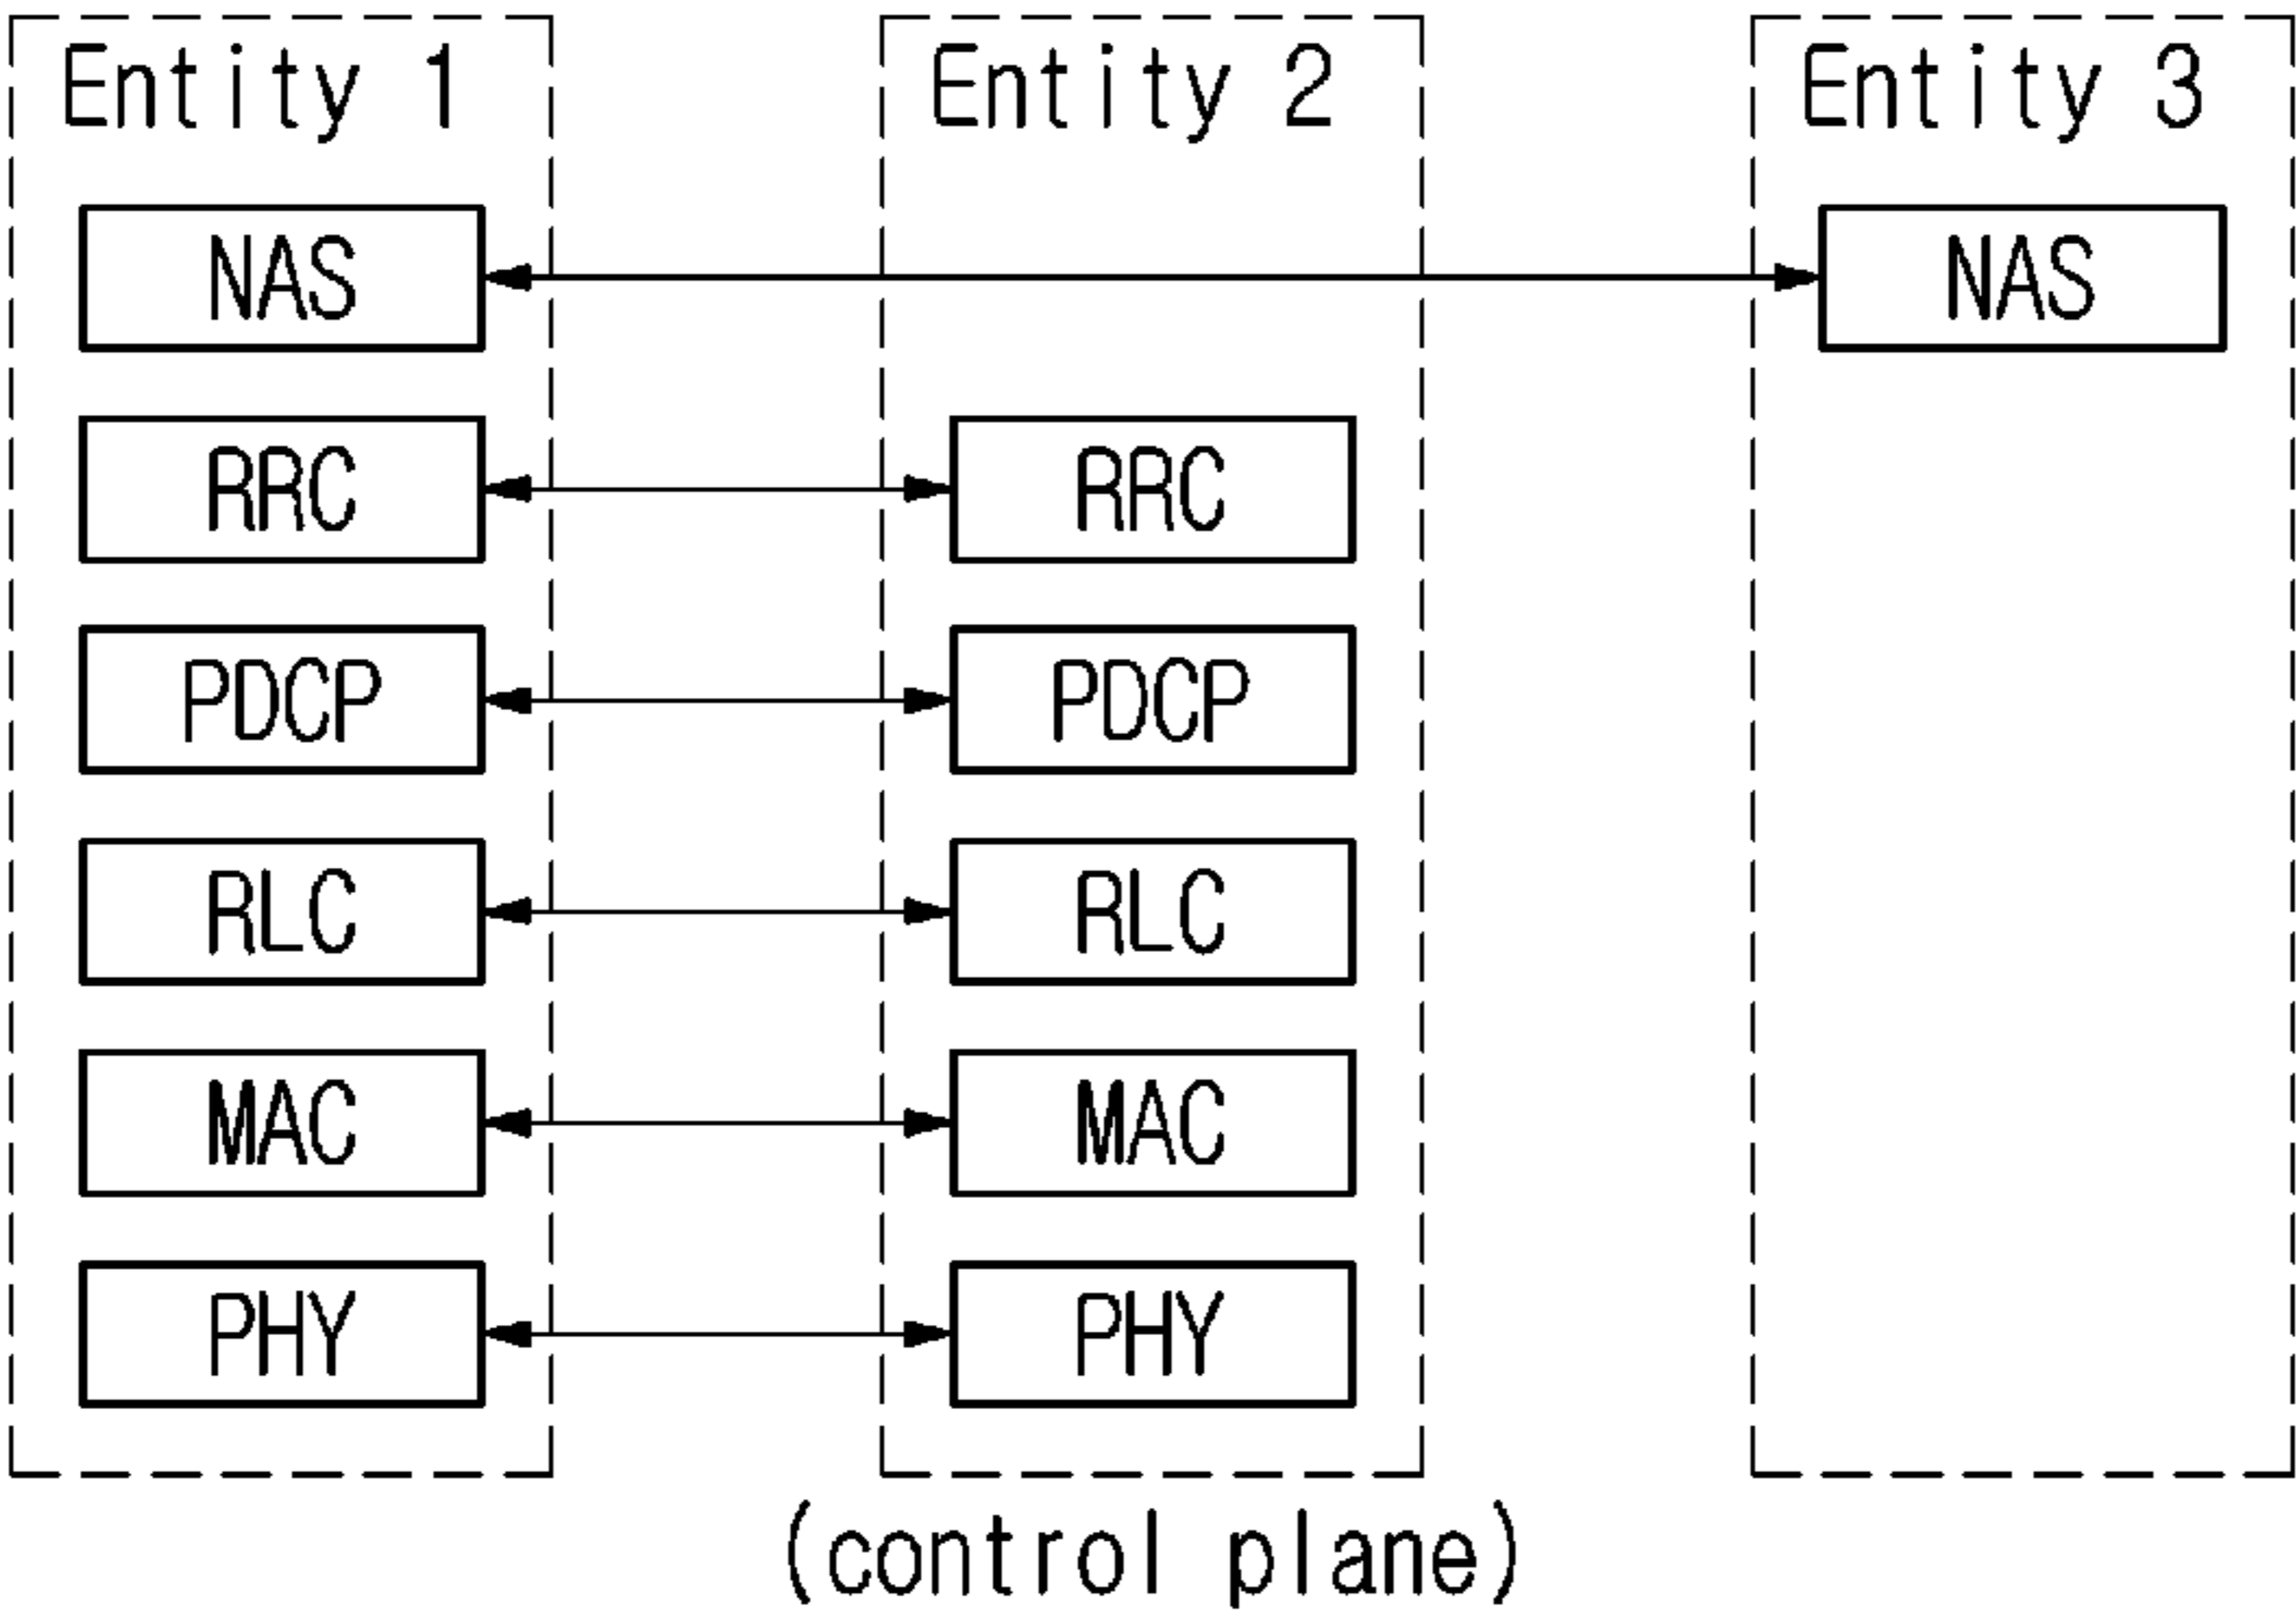 Entity 1 Entity 2 Entity 3
NAS NAS
RRC RRC
PDCP PDCP
RLC RLC
MAC MAC
PHY PHY
(control plane)